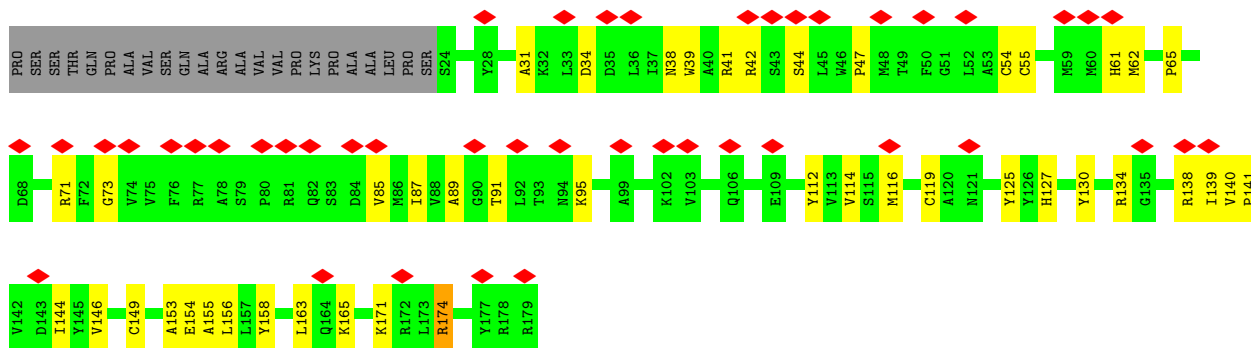 PRO SER SER THR GLN PRO ALA VAL SER GLN ALA ARG ALA VAL VAL PRO LYS PRO ALA ALA LEU PRO SER S24 Y28 A31 K32 L33 D34 D35 L36 I37 N38 W39 A40 R41 R42 S43 S44 L45 W46 P47 M48 T49 F50 G51 L52 A53 C54 C55 M59 M60 H61 M62 P65
D68 R71 F72 G73 V74 V75 F76 R77 A78 S79 P80 R81 Q82 S83 D84 V85 M86 I87 V88 A89 G90 T91 L92 T93 N94 K95 A99 K102 V103 Q106 E109 Y112 V113 V114 S115 M116 C119 A120 N121 Y125 Y126 H127 Y130 R134 G135 R138 I139 V140 P141
V142 D143 I144 Y145 V146 C149 A153 E154 A155 L156 L157 Y158 L163 Q164 K165 K171 R172 L173 R174 Y177 R178 R179